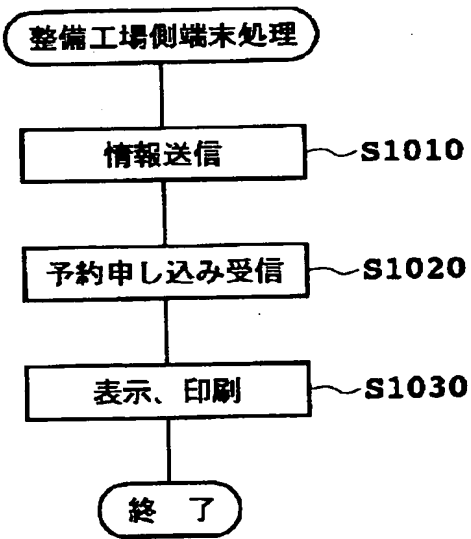 整備工場側端末処理
情報送信 S1010
予約申し込み受信 S1020
表示、印刷 S1030
終 了